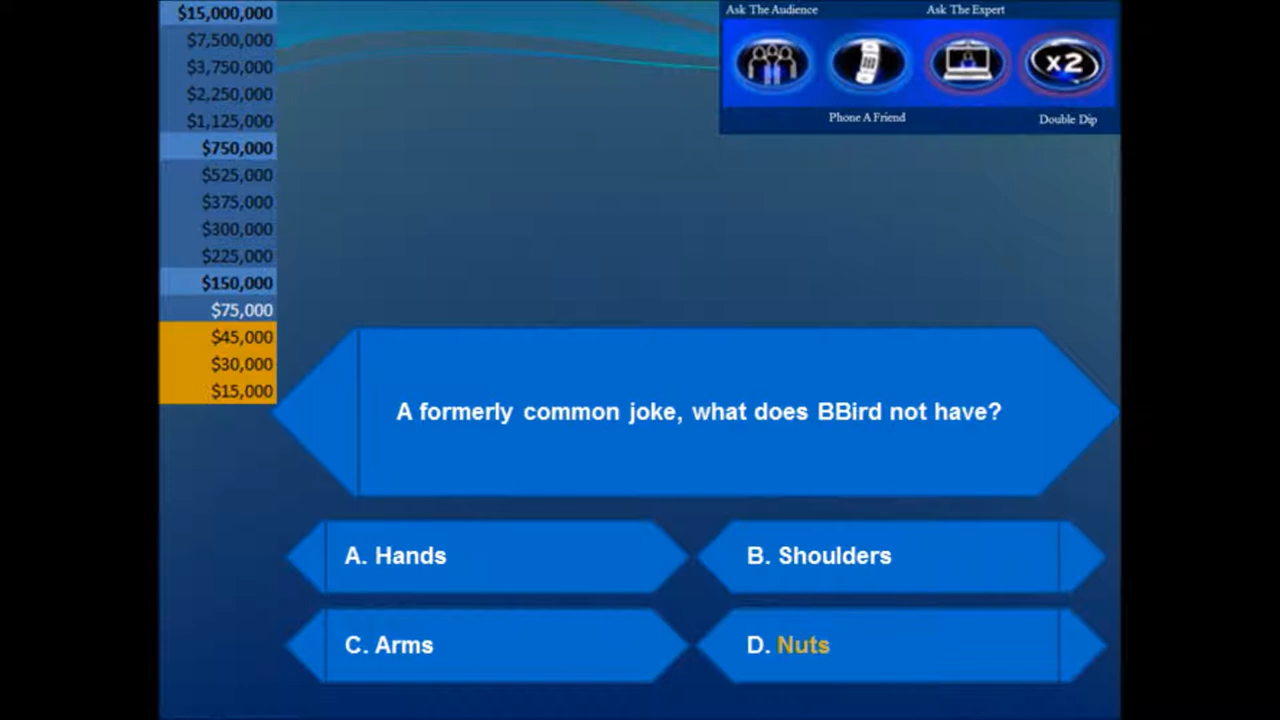 $15,000,000
$7,500,000
$3,750,000
$2,250,000
$1,125,000
$750,000
$525,000
$375,000
$300,000
$225,000
$150,000
$75,000
$45,000
$30,000
$15,000
Ask The Audience
Ask The Expert
x2
Phone A Friend
Double Dip
A formerly common joke, what does BBird not have?
A. Hands
B. Shoulders
C. Arms
D. Nuts